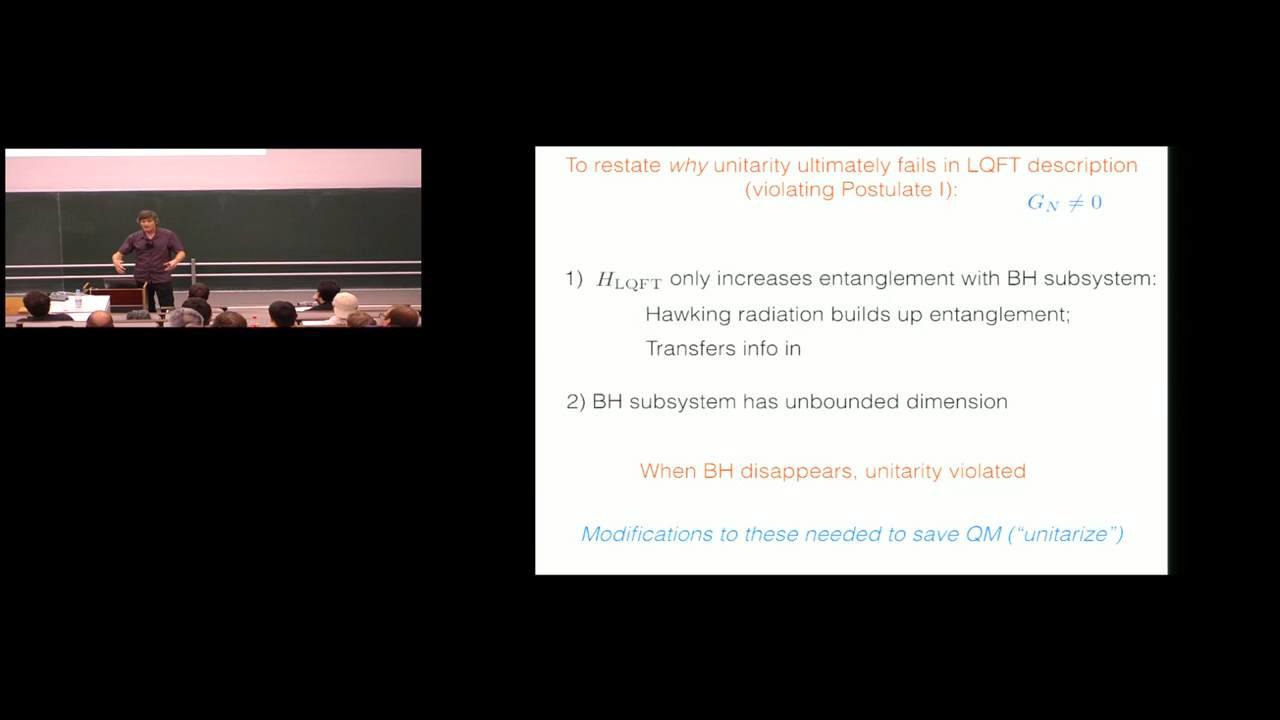 To restate why unitarity ultimately fails in LQFT description
(violating Postulate I):
G_N ≠ 0
1) H_LQFT only increases entanglement with BH subsystem:
Hawking radiation builds up entanglement;
Transfers info in
2) BH subsystem has unbounded dimension
When BH disappears, unitarity violated
Modifications to these needed to save QM (“unitarize”)